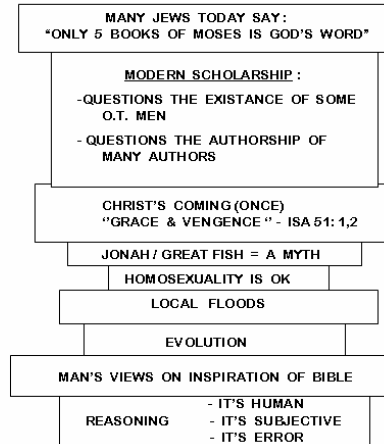 MANY JEWS TODAY SAY:
“ONLY 5 BOOKS OF MOSES IS GOD’S WORD”
MODERN SCHOLARSHIP :
-QUESTIONS THE EXISTANCE OF SOME
O.T. MEN
- QUESTIONS THE AUTHORSHIP OF
MANY AUTHORS
CHRIST’S COMING (ONCE)
“GRACE & VENGENCE “ - ISA 51: 1,2
JONAH / GREAT FISH = A MYTH
HOMOSEXUALITY IS OK
LOCAL FLOODS
EVOLUTION
MAN’S VIEWS ON INSPIRATION OF BIBLE
- IT’S HUMAN
REASONING - IT’S SUBJECTIVE
- IT’S ERROR